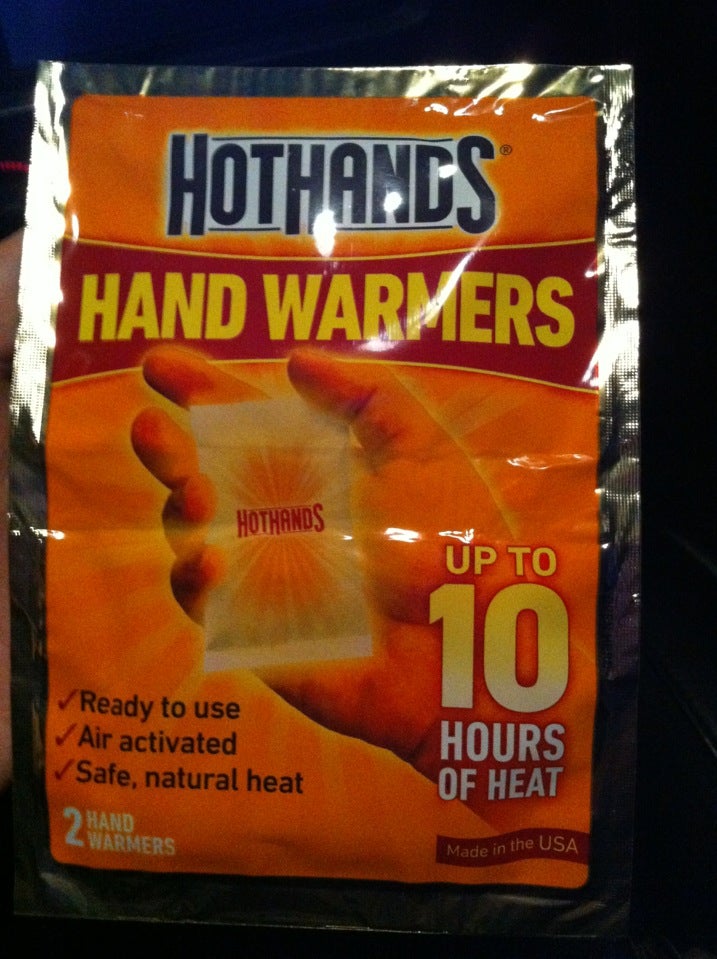 HOTHANDS®
HAND WARMERS
HOTHANDS
UP TO
10
HOURS
OF HEAT
✓Ready to use
✓Air activated
✓Safe, natural heat
2 HAND
WARMERS
Made in the USA